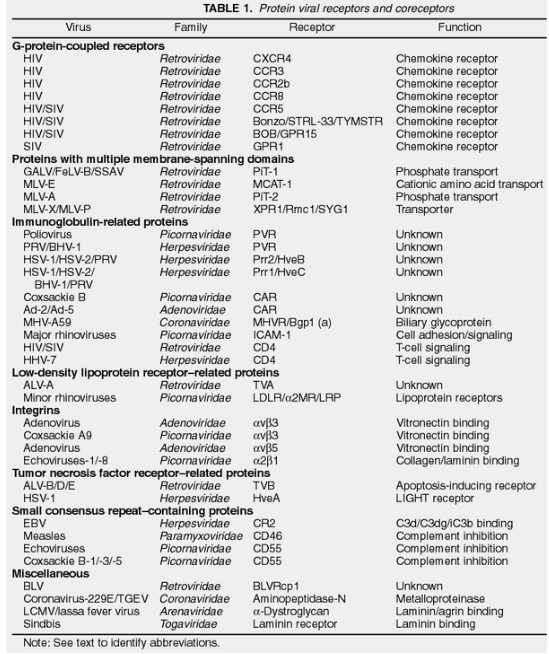 TABLE 1. Protein viral receptors and coreceptors
Virus Family Receptor Function
G-protein-coupled receptors
HIV Retroviridae CXCR4 Chemokine receptor
HIV Retroviridae CCR3 Chemokine receptor
HIV Retroviridae CCR2b Chemokine receptor
HIV Retroviridae CCR8 Chemokine receptor
HIV/SIV Retroviridae CCR5 Chemokine receptor
HIV/SIV Retroviridae Bonzo/STRL-33/TYMSTR Chemokine receptor
HIV/SIV Retroviridae BOB/GPR15 Chemokine receptor
SIV Retroviridae GPR1 Chemokine receptor
Proteins with multiple membrane-spanning domains
GALV/FeLV-B/SSAV Retroviridae PiT-1 Phosphate transport
MLV-E Retroviridae MCAT-1 Cationic amino acid transport
MLV-A Retroviridae PiT-2 Phosphate transport
MLV-X/MLV-P Retroviridae XPR1/Rmc1/SYG1 Transporter
Immunoglobulin-related proteins
Poliovirus Picornaviridae PVR Unknown
PRV/BHV-1 Herpesviridae PVR Unknown
HSV-1/HSV-2/PRV Herpesviridae Prr2/HveB Unknown
HSV-1/HSV-2/ Herpesviridae Prr1/HveC Unknown
BHV-1/PRV
Coxsackie B Picornaviridae CAR Unknown
Ad-2/Ad-5 Adenoviridae CAR Unknown
MHV-A59 Coronaviridae MHVR/Bgp1 (a) Biliary glycoprotein
Major rhinoviruses Picornaviridae ICAM-1 Cell adhesion/signaling
HIV/SIV Retroviridae CD4 T-cell signaling
HHV-7 Herpesviridae CD4 T-cell signaling
Low-density lipoprotein receptor–related proteins
ALV-A Retroviridae TVA Unknown
Minor rhinoviruses Picornaviridae LDLR/α2MR/LRP Lipoprotein receptors
Integrins
Adenovirus Adenoviridae αvβ3 Vitronectin binding
Coxsackie A9 Picornaviridae αvβ3 Vitronectin binding
Adenovirus Adenoviridae αvβ5 Vitronectin binding
Echoviruses-1/-8 Picornaviridae α2β1 Collagen/laminin binding
Tumor necrosis factor receptor–related proteins
ALV-B/D/E Retroviridae TVB Apoptosis-inducing receptor
HSV-1 Herpesviridae HveA LIGHT receptor
Small consensus repeat–containing proteins
EBV Herpesviridae CR2 C3d/C3dg/iC3b binding
Measles Paramyxoviridae CD46 Complement inhibition
Echoviruses Picornaviridae CD55 Complement inhibition
Coxsackie B-1/-3/-5 Picornaviridae CD55 Complement inhibition
Miscellaneous
BLV Retroviridae BLVRcp1 Unknown
Coronavirus-229E/TGEV Coronaviridae Aminopeptidase-N Metalloproteinase
LCMV/lassa fever virus Arenaviridae α-Dystroglycan Laminin/agrin binding
Sindbis Togaviridae Laminin receptor Laminin binding
Note: See text to identify abbreviations.